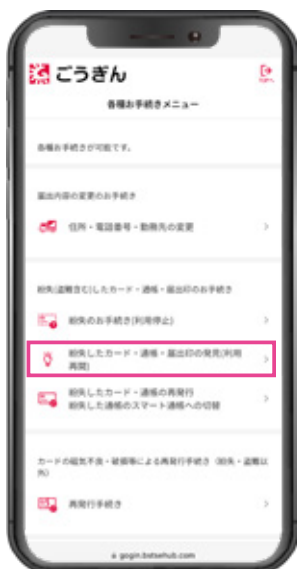 ごうぎん
各種お手続きメニュー
各種お手続きが可能です。
届出内容の変更のお手続き
住所・電話番号・勤務先の変更
紛失(盗難含む)したカード・通帳・届出印のお手続き
紛失のお手続き(利用停止)
紛失したカード・通帳・届出印の発見(利用
再開)
紛失したカード・通帳の再発行
紛失した通帳のスマート通帳への切替
カードの磁気不良・破損等による再発行手続き（紛失・盗難以
外）
再発行手続き
gogin.bstsehub.com